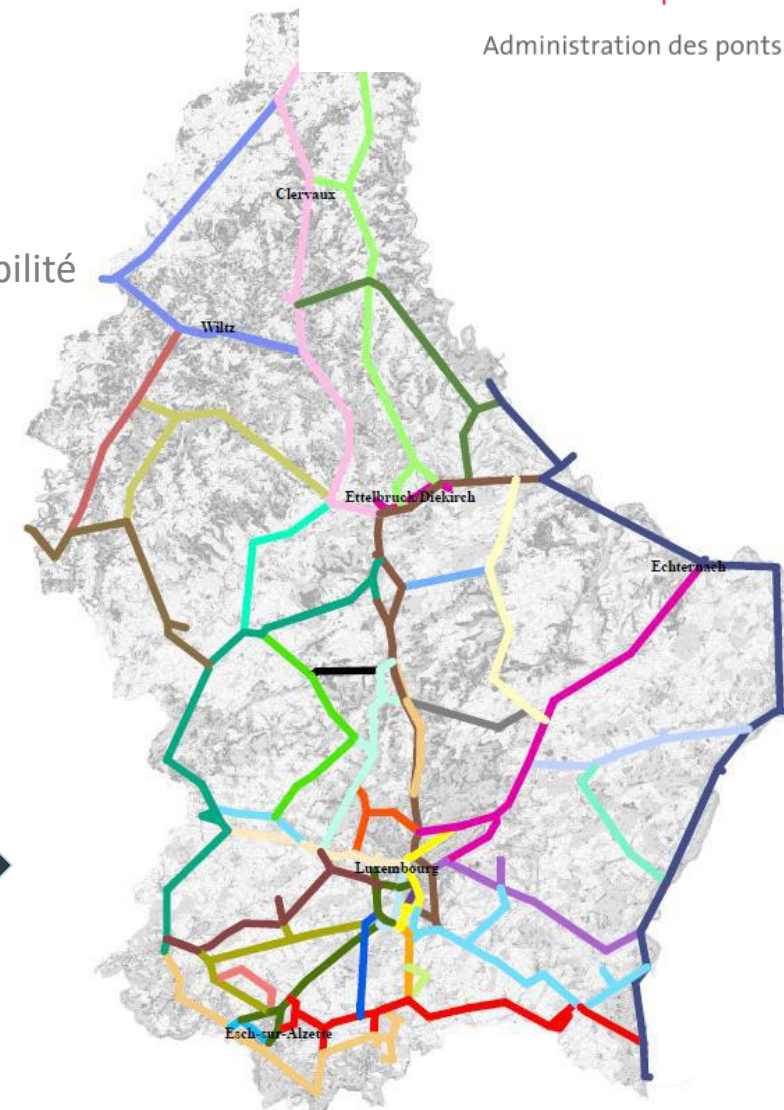 Administration des ponts
Clervaux
bilité
Wiltz
Ettelbruck Diekirch
Echternach
Luxembourg
Esch-sur-Alzette